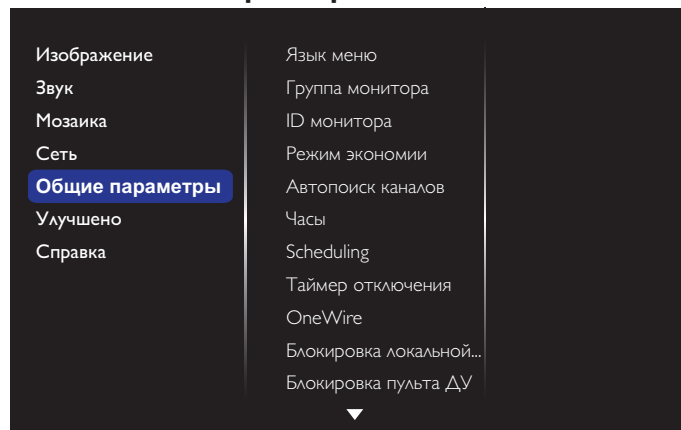 Изображение
Звук
Мозаика
Сеть
Общие параметры
Улучшено
Справка
Язык меню
Группа монитора
ID монитора
Режим экономии
Автопоиск каналов
Часы
Scheduling
Таймер отключения
OneWire
Блокировка локальной...
Блокировка пульта ДУ